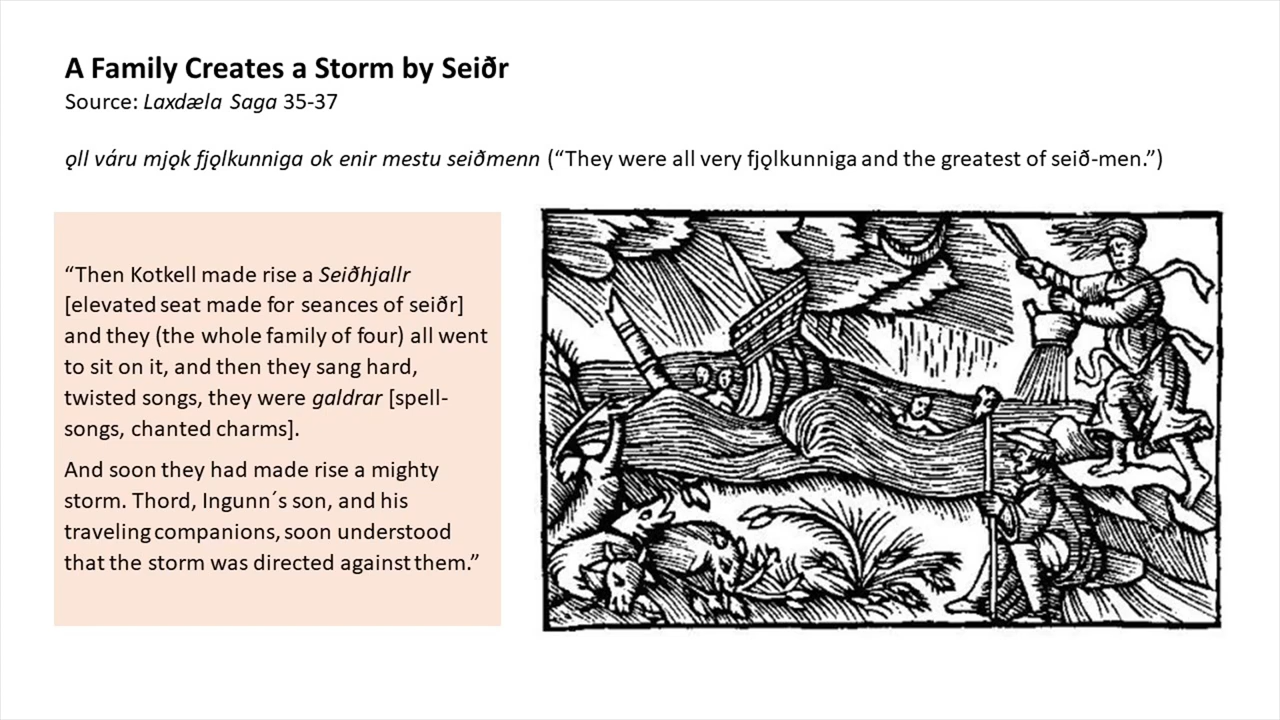 A Family Creates a Storm by Seiðr
Source: Laxdæla Saga 35-37
ǫll váru mjǫk fjǫlkunniga ok enir mestu seiðmenn (“They were all very fjǫlkunniga and the greatest of seið-men.”)
“Then Kotkell made rise a Seiðhjallr
[elevated seat made for seances of seiðr]
and they (the whole family of four) all went
to sit on it, and then they sang hard,
twisted songs, they were galdrar [spell-
songs, chanted charms].
And soon they had made rise a mighty
storm. Thord, Ingunn´s son, and his
traveling companions, soon understood
that the storm was directed against them.”